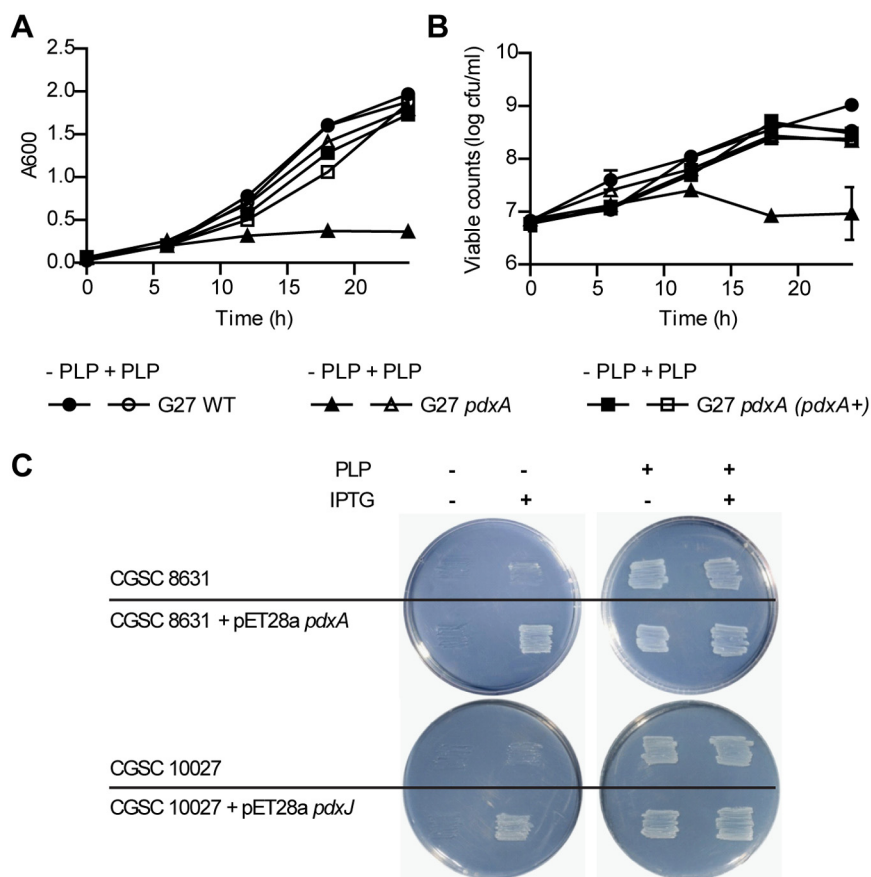 A
2.5
2.0
1.5
1.0
0.5
0.0
A600
0 5 10 15 20
Time (h)
B
10
9
8
7
6
Viable counts (log cfu/ml)
0 5 10 15 20
Time (h)
- PLP + PLP
G27 WT
- PLP + PLP
G27 pdxA
- PLP + PLP
G27 pdxA (pdxA+)
C
PLP - - + +
IPTG - + - +
CGSC 8631
CGSC 8631 + pET28a pdxA
CGSC 10027
CGSC 10027 + pET28a pdxJ